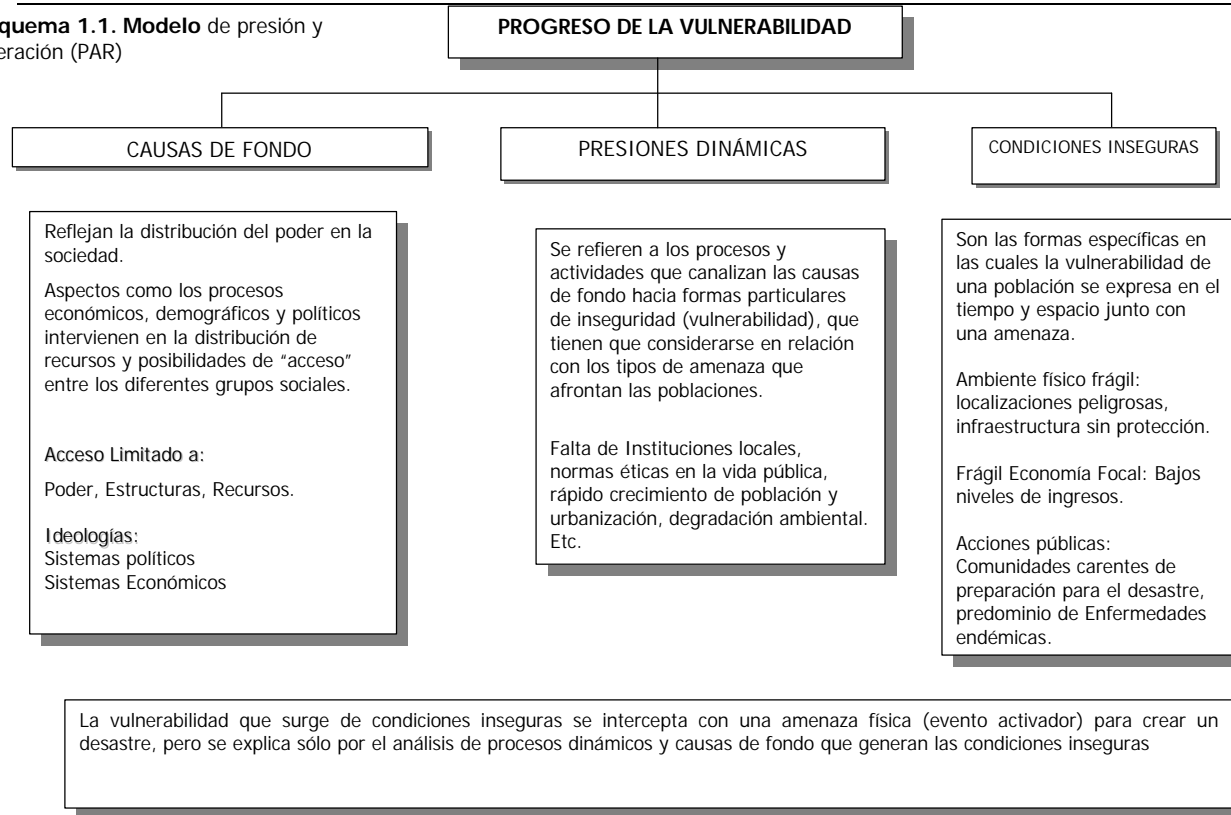 quema 1.1. Modelo de presión y
eración (PAR)
PROGRESO DE LA VULNERABILIDAD
CAUSAS DE FONDO
Reflejan la distribución del poder en la
sociedad.
Aspectos como los procesos
económicos, demográficos y políticos
intervienen en la distribución de
recursos y posibilidades de “acceso”
entre los diferentes grupos sociales.
Acceso Limitado a:
Poder, Estructuras, Recursos.
Ideologías:
Sistemas políticos
Sistemas Económicos
PRESIONES DINÁMICAS
Se refieren a los procesos y
actividades que canalizan las causas
de fondo hacia formas particulares
de inseguridad (vulnerabilidad), que
tienen que considerarse en relación
con los tipos de amenaza que
afrontan las poblaciones.
Falta de Instituciones locales,
normas éticas en la vida pública,
rápido crecimiento de población y
urbanización, degradación ambiental.
Etc.
CONDICIONES INSEGURAS
Son las formas específicas en
las cuales la vulnerabilidad de
una población se expresa en el
tiempo y espacio junto con
una amenaza.
Ambiente físico frágil:
localizaciones peligrosas,
infraestructura sin protección.
Frágil Economía Focal: Bajos
niveles de ingresos.
Acciones públicas:
Comunidades carentes de
preparación para el desastre,
predominio de Enfermedades
endémicas.
La vulnerabilidad que surge de condiciones inseguras se intercepta con una amenaza física (evento activador) para crear un
desastre, pero se explica sólo por el análisis de procesos dinámicos y causas de fondo que generan las condiciones inseguras